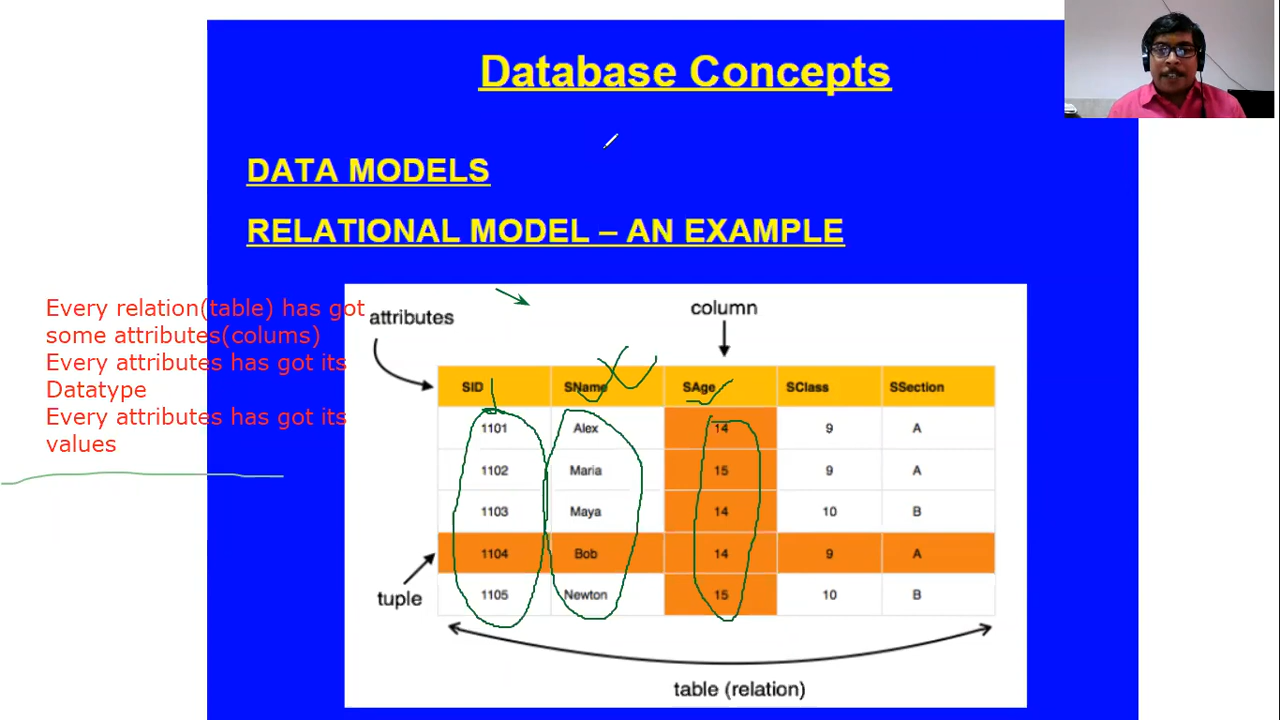 Database Concepts
DATA MODELS
RELATIONAL MODEL – AN EXAMPLE
Every relation(table) has got
some attributes(colums)
Every attributes has got its
Datatype
Every attributes has got its
values
attributes
column
SID SName SAge SClass SSection
1101 Alex 14 9 A
1102 Maria 15 9 A
1103 Maya 14 10 B
1104 Bob 14 9 A
1105 Newton 15 10 B
tuple
table (relation)